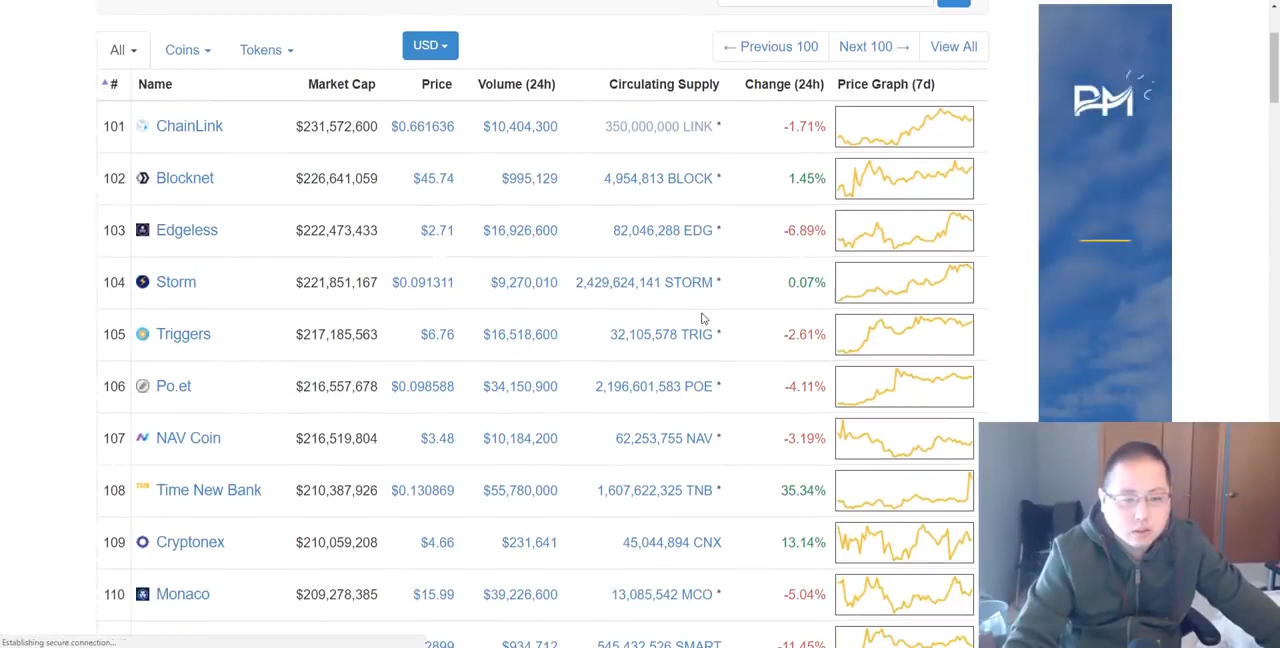 All
Coins
Tokens
USD
← Previous 100
Next 100 →
View All
# Name Market Cap Price Volume (24h) Circulating Supply Change (24h) Price Graph (7d)
101 ChainLink $231,572,600 $0.661636 $10,404,300 350,000,000 LINK * -1.71%
102 Blocknet $226,641,059 $45.74 $995,129 4,954,813 BLOCK * 1.45%
103 Edgeless $222,473,433 $2.71 $16,926,600 82,046,288 EDG * -6.89%
104 Storm $221,851,167 $0.091311 $9,270,010 2,429,624,141 STORM * 0.07%
105 Triggers $217,185,563 $6.76 $16,518,600 32,105,578 TRIG * -2.61%
106 Po.et $216,557,678 $0.098588 $34,150,900 2,196,601,583 POE * -4.11%
107 NAV Coin $216,519,804 $3.48 $10,184,200 62,253,755 NAV * -3.19%
108 Time New Bank $210,387,926 $0.130869 $55,780,000 1,607,622,325 TNB * 35.34%
109 Cryptonex $210,059,208 $4.66 $231,641 45,044,894 CNX 13.14%
110 Monaco $209,278,385 $15.99 $39,226,600 13,085,542 MCO * -5.04%
2899 $934,712 545,432,526 SMART -11.45%
Establishing secure connection...